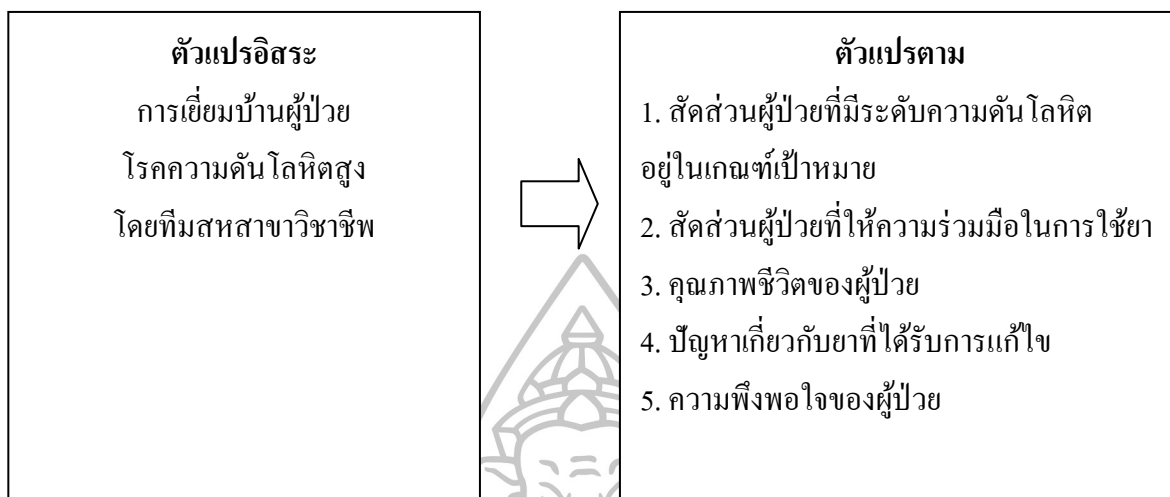 ตัวแปรอิสระ
การเยี่ยมบ้านผู้ป่วย
โรคความดันโลหิตสูง
โดยทีมสหสาขาวิชาชีพ
ตัวแปรตาม
1. สัดส่วนผู้ป่วยที่มีระดับความดันโลหิต
อยู่ในเกณฑ์เป้าหมาย
2. สัดส่วนผู้ป่วยที่ให้ความร่วมมือในการใช้ยา
3. คุณภาพชีวิตของผู้ป่วย
4. ปัญหาเกี่ยวกับยาที่ได้รับการแก้ไข
5. ความพึงพอใจของผู้ป่วย